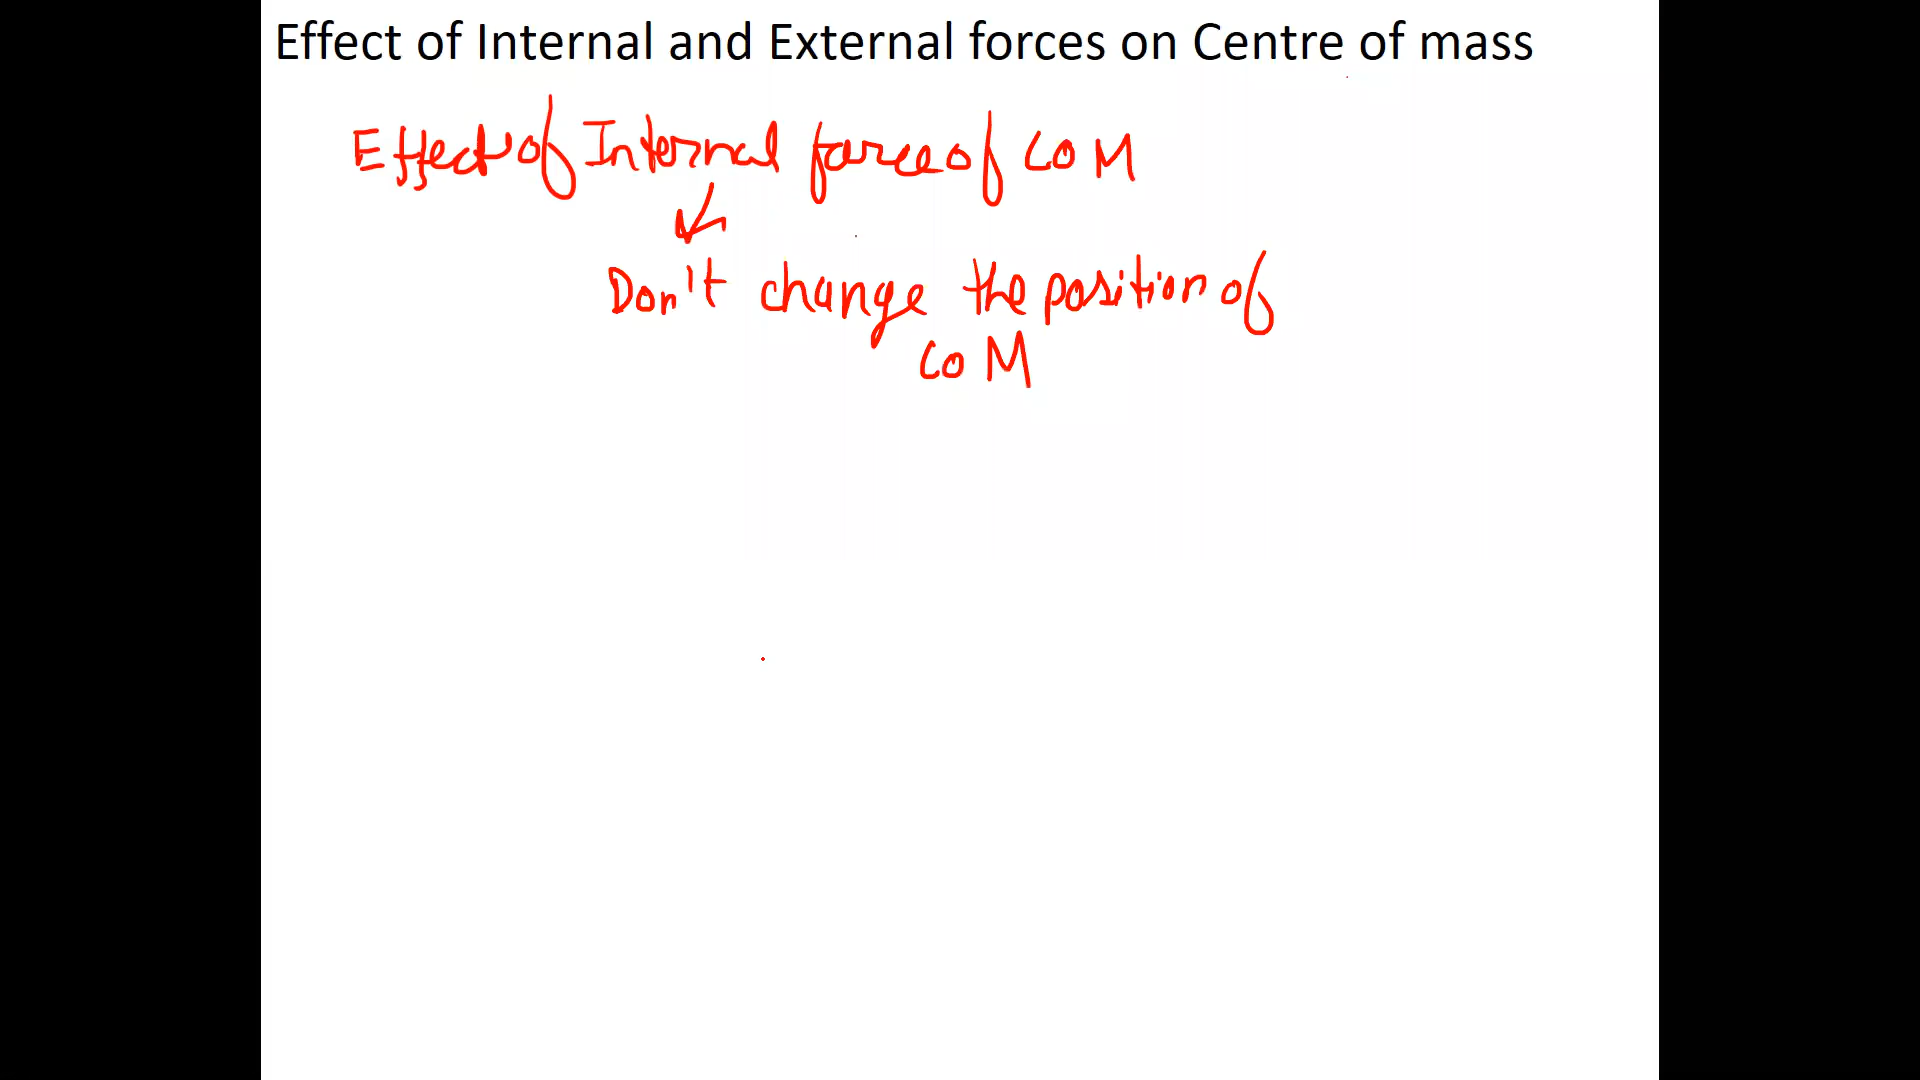 Effect of Internal and External forces on Centre of mass
Effect of Internal force of COM
Don't change the position of
COM